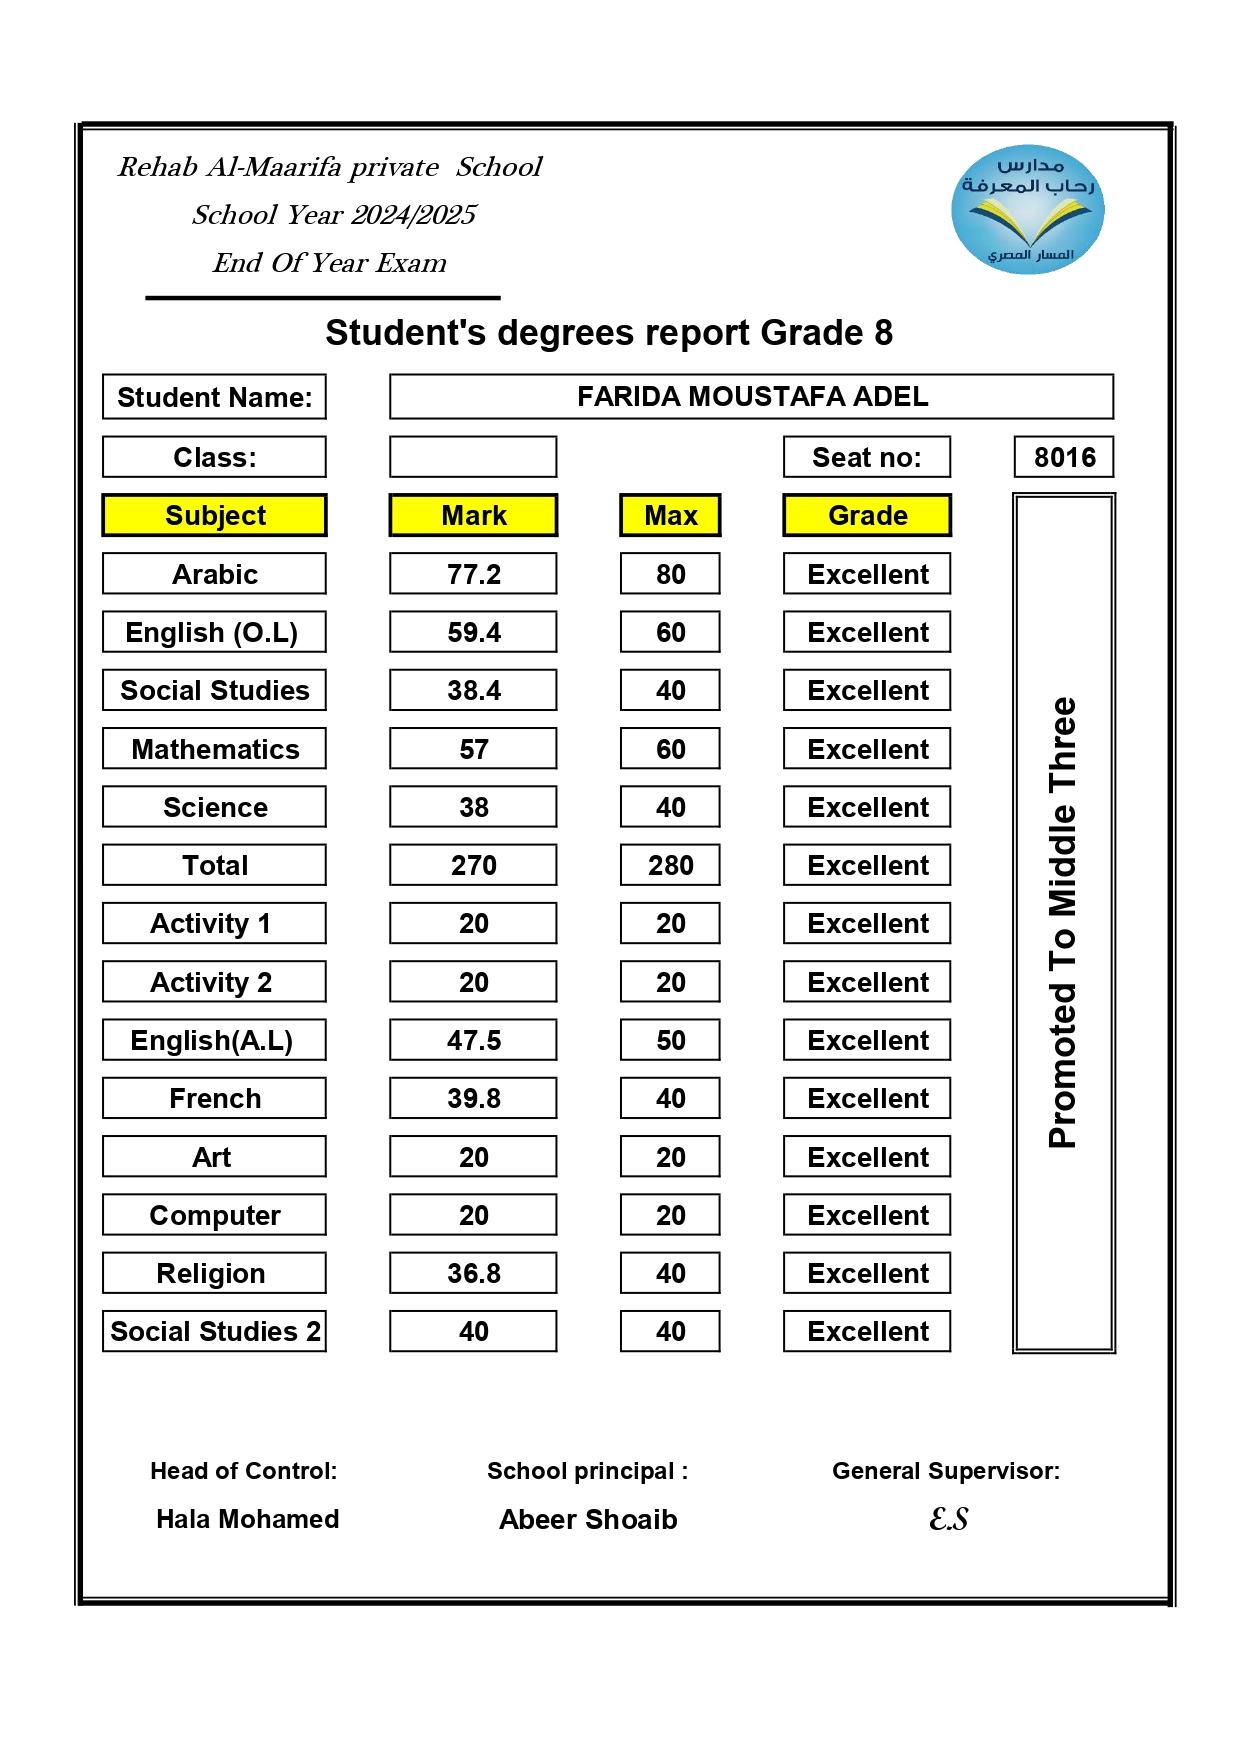 Rehab Al-Maarifa private School
School Year 2024/2025
End Of Year Exam
مدارس
رحاب المعرفة
المسار المصري
Student's degrees report Grade 8
Student Name: FARIDA MOUSTAFA ADEL
Class: Seat no: 8016
Subject Mark Max Grade
Arabic 77.2 80 Excellent
English (O.L) 59.4 60 Excellent
Social Studies 38.4 40 Excellent
Mathematics 57 60 Excellent
Science 38 40 Excellent
Total 270 280 Excellent
Activity 1 20 20 Excellent
Activity 2 20 20 Excellent
English(A.L) 47.5 50 Excellent
French 39.8 40 Excellent
Art 20 20 Excellent
Computer 20 20 Excellent
Religion 36.8 40 Excellent
Social Studies 2 40 40 Excellent
Promoted To Middle Three
Head of Control: School principal : General Supervisor:
Hala Mohamed Abeer Shoaib E.S